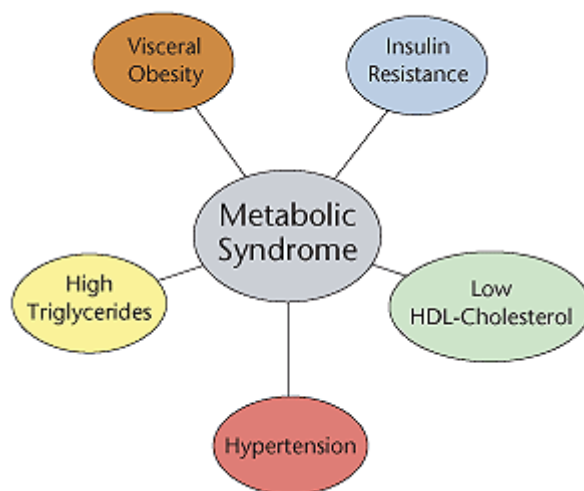 Visceral
Obesity
Insulin
Resistance
Metabolic
Syndrome
High
Triglycerides
Low
HDL-Cholesterol
Hypertension